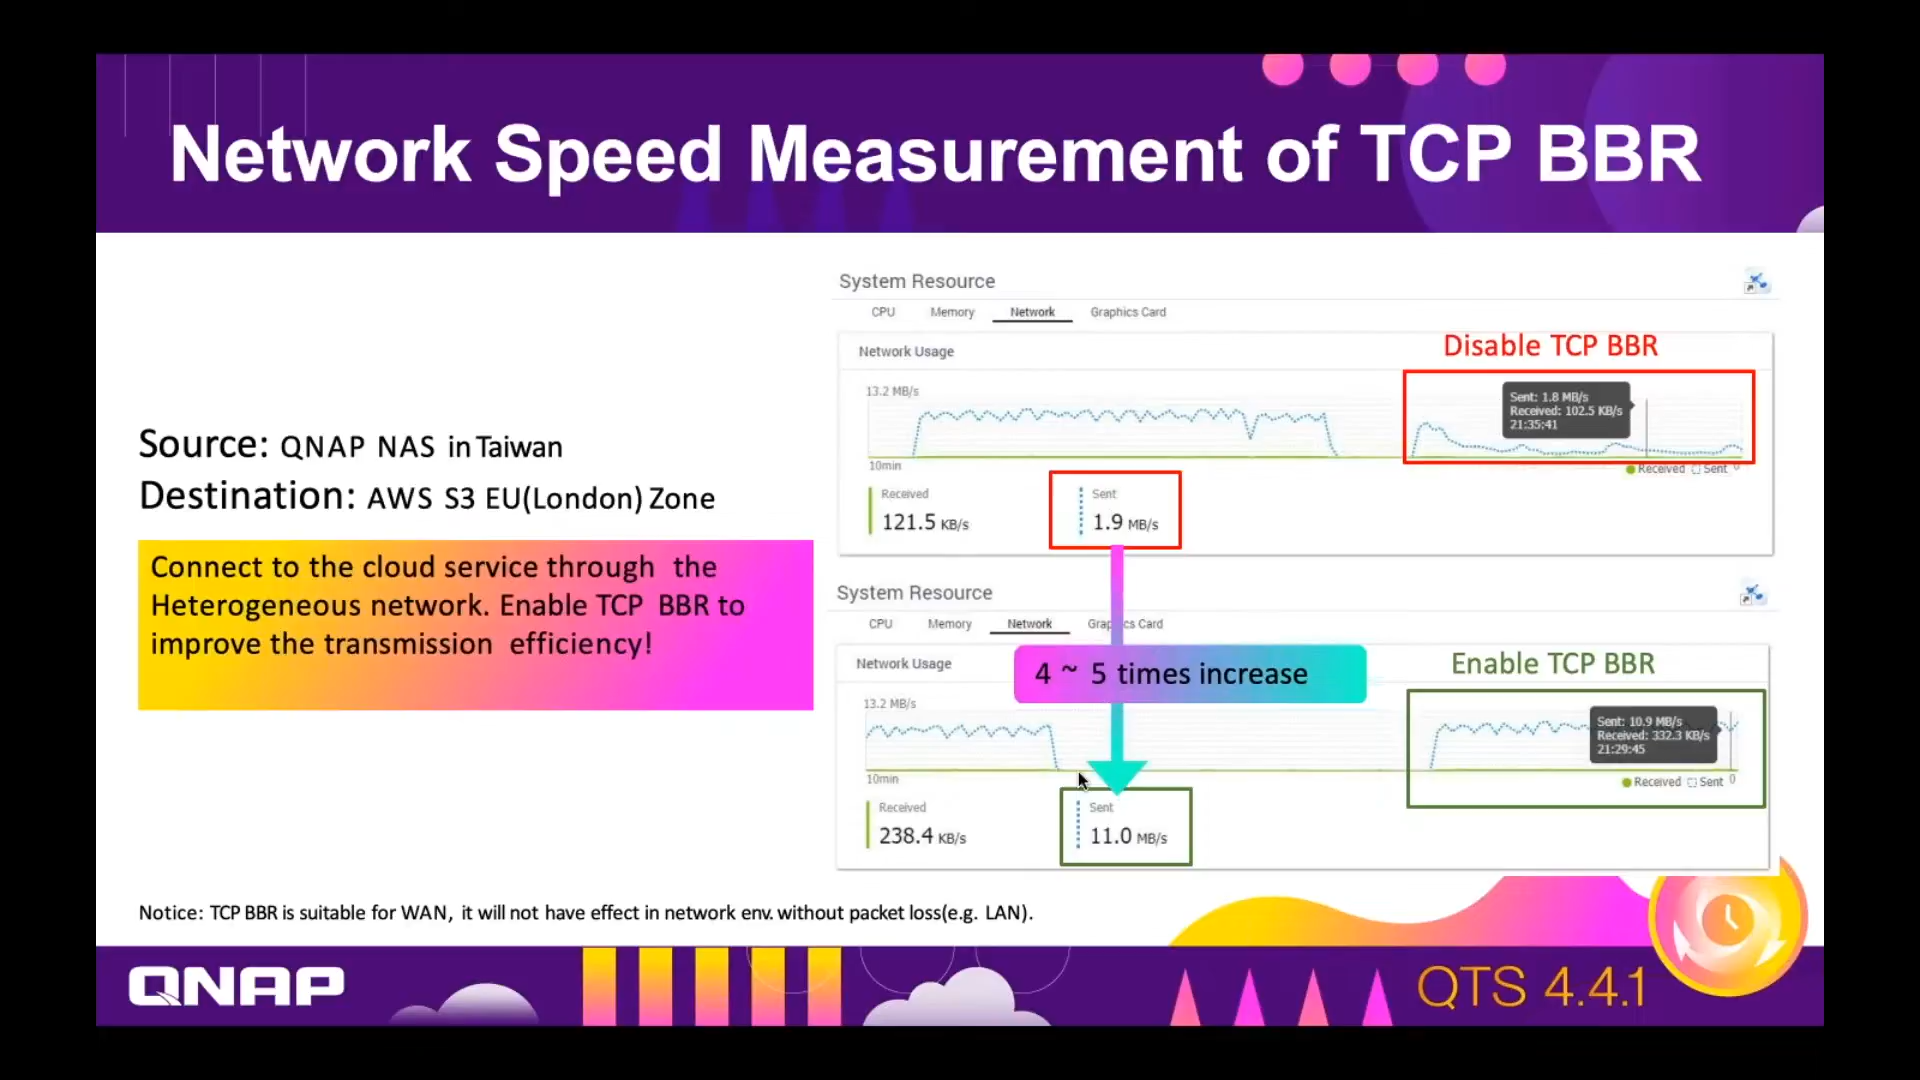 Network Speed Measurement of TCP BBR
Source: QNAP NAS in Taiwan
Destination: AWS S3 EU(London) Zone
Connect to the cloud service through the
Heterogeneous network. Enable TCP BBR to
improve the transmission efficiency!
System Resource
CPU Memory Network Graphics Card
Network Usage
Disable TCP BBR
13.2 MB/s
Sent: 1.8 MB/s
Received: 102.5 KB/s
21:35:41
10min
Received Sent 0
Received
121.5 KB/s
Sent
1.9 MB/s
System Resource
CPU Memory Network Graphics Card
Network Usage
4 ~ 5 times increase
Enable TCP BBR
13.2 MB/s
Sent: 10.9 MB/s
Received: 332.3 KB/s
21:29:45
10min
Received Sent 0
Received
238.4 KB/s
Sent
11.0 MB/s
Notice: TCP BBR is suitable for WAN, it will not have effect in network env. without packet loss(e.g. LAN).
QNAP
QTS 4.4.1